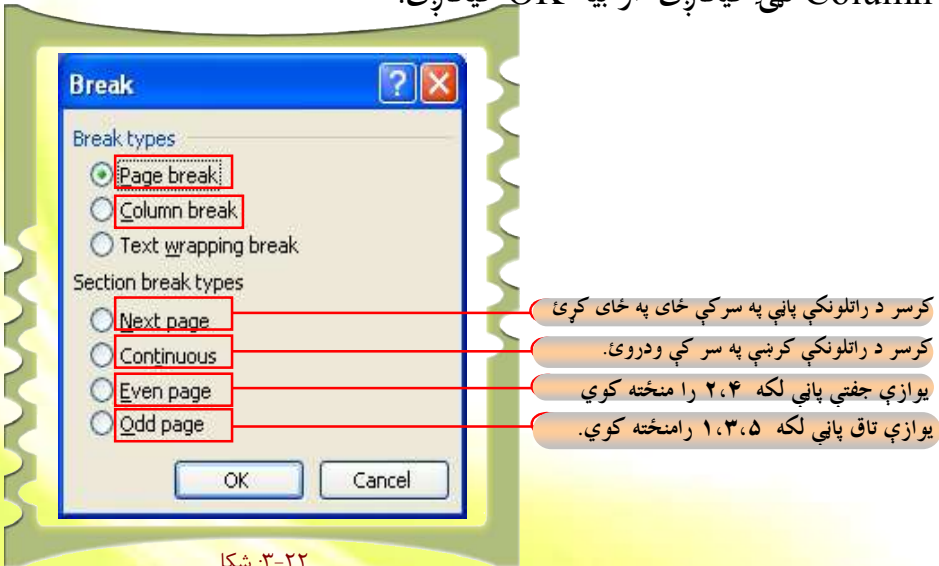 Column
OK
Break
Break types
Page break
Column break
Text wrapping break
Section break types
Next page
کرسر د راتلونکې پاڼې په سر کې ځای په ځای کړئ
Continuous
کرسر د راتلونکې کرښې په سر کې ودروئ.
Even page
یوازې جفتې پاڼې لکه ۲،۴ را منځته کوي
Odd page
یوازې تاق پاڼې لکه ۱،۳،۵ رامنځته کوي.
OK Cancel
۳-۲۲: شکل